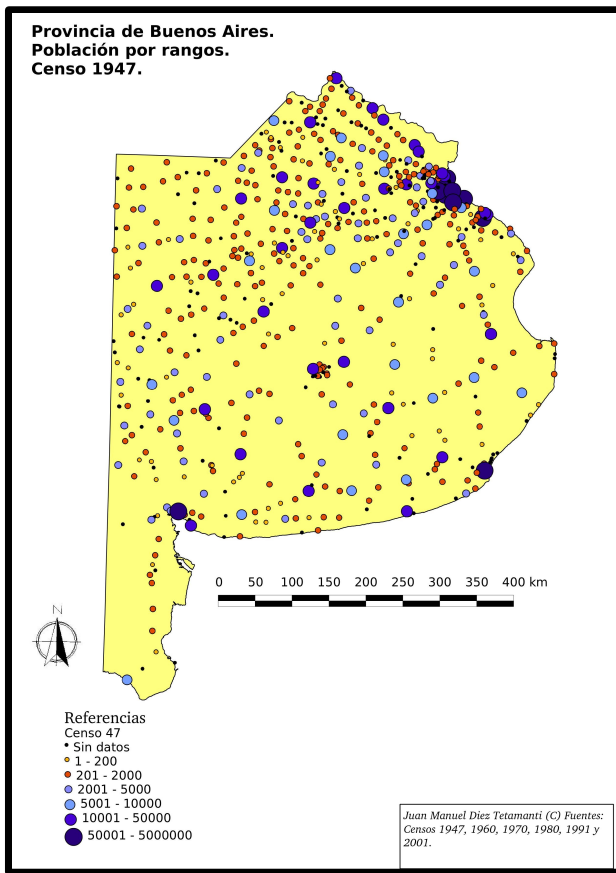 Provincia de Buenos Aires.
Población por rangos.
Censo 1947.
0 50 100 150 200 250 300 350 400 km
N
Referencias
Censo 47
Sin datos
1 - 200
201 - 2000
2001 - 5000
5001 - 10000
10001 - 50000
50001 - 5000000
Juan Manuel Diez Tetamanti (C) Fuentes:
Censos 1947, 1960, 1970, 1980, 1991 y
2001.